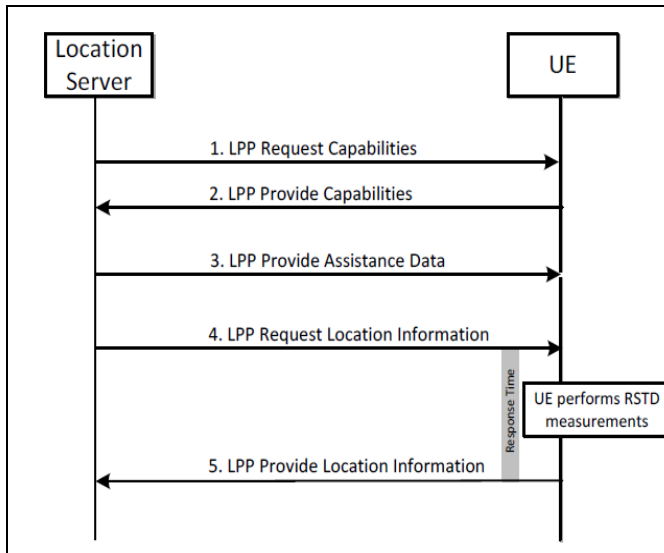 Location
Server
UE
1. LPP Request Capabilities
2. LPP Provide Capabilities
3. LPP Provide Assistance Data
4. LPP Request Location Information
Response Time
UE performs RSTD
measurements
5. LPP Provide Location Information